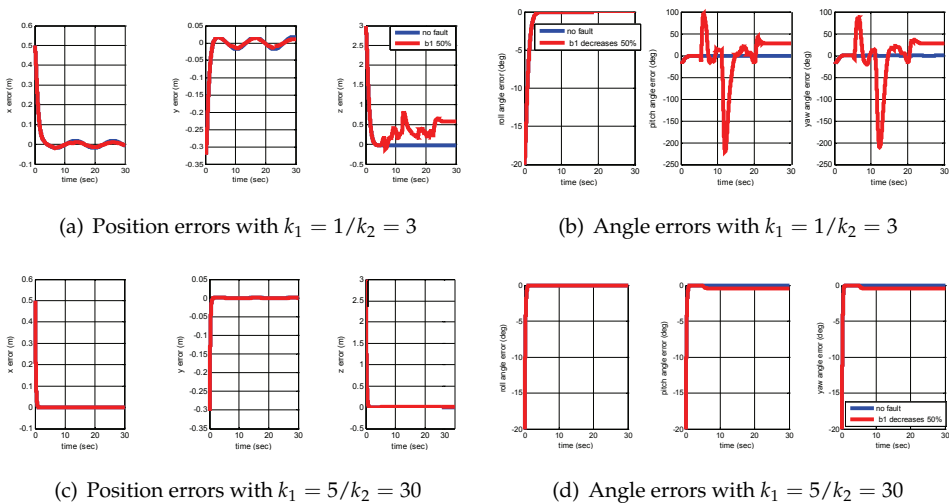 0.6
0.5
0.4
0.3
0.2
0.1
0
-0.1
0 10 20 30
time (sec)
x error (m)
0.05
0
-0.05
-0.1
-0.15
-0.2
-0.25
-0.3
-0.35
0 10 20 30
time (sec)
y error (m)
3
2.5
2
1.5
1
0.5
0
-0.5
0 10 20 30
time (sec)
z error (m)
no fault
b1 50%
(a) Position errors with k₁ = 1/k₂ = 3
0
-5
-10
-15
-20
0 10 20 30
time (sec)
roll angle error (deg)
no fault
b1 decreases 50%
100
50
0
-50
-100
-150
-200
-250
0 10 20 30
time (sec)
pitch angle error (deg)
100
50
0
-50
-100
-150
-200
-250
0 10 20 30
time (sec)
yaw angle error (deg)
(b) Angle errors with k₁ = 1/k₂ = 3
0.6
0.5
0.4
0.3
0.2
0.1
0
-0.1
0 10 20 30
time (sec)
x error (m)
0.05
0
-0.05
-0.1
-0.15
-0.2
-0.25
-0.3
-0.35
0 10 20 30
time (sec)
y error (m)
3
2.5
2
1.5
1
0.5
0
-0.5
0 10 20 30
time (sec)
z error (m)
(c) Position errors with k₁ = 5/k₂ = 30
0
-5
-10
-15
-20
0 10 20 30
time (sec)
roll angle error (deg)
0
-5
-10
-15
-20
0 10 20 30
time (sec)
pitch angle error (deg)
0
-5
-10
-15
-20
0 10 20 30
time (sec)
yaw angle error (deg)
no fault
b1 decreases 50%
(d) Angle errors with k₁ = 5/k₂ = 30